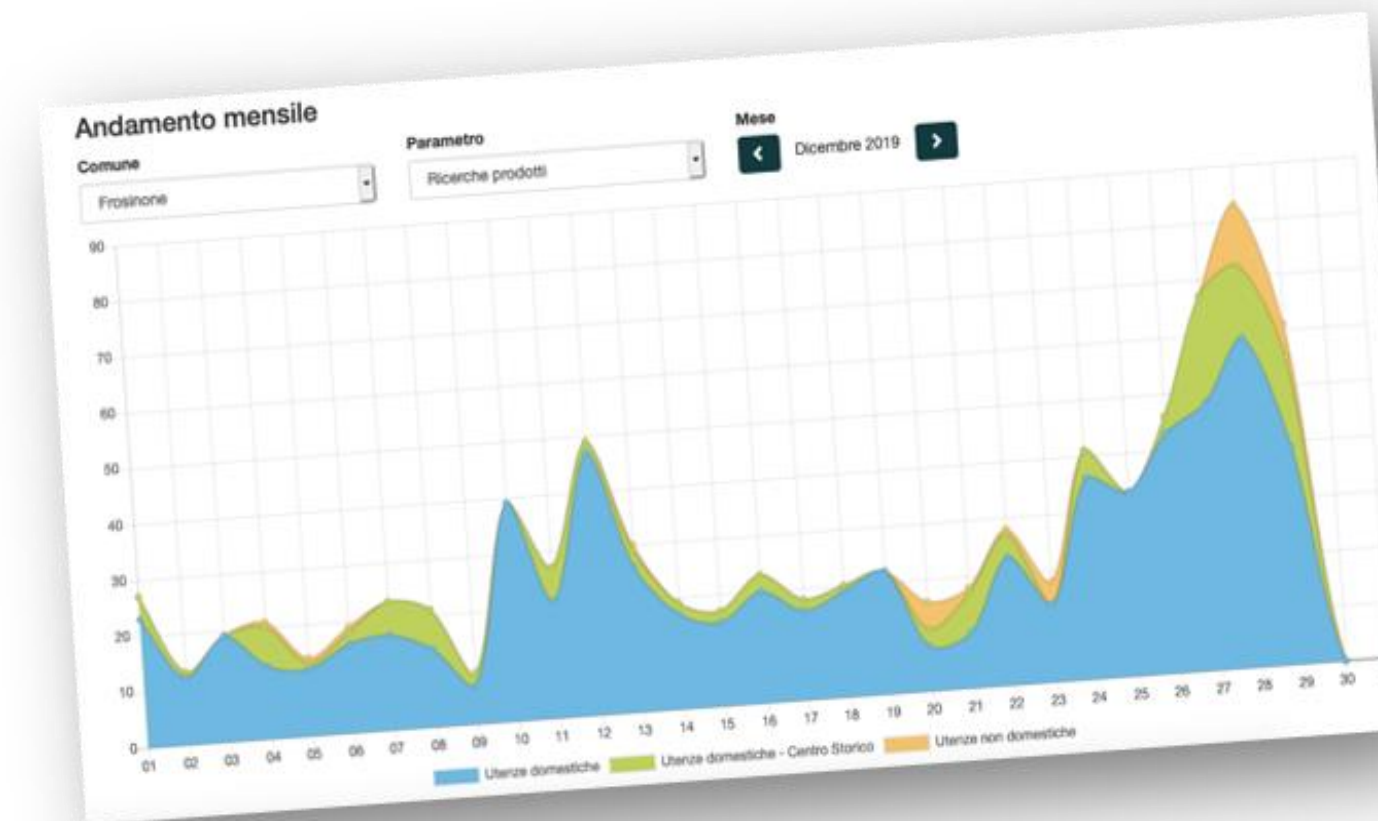 Andamento mensile
Comune
Frosinone
Parametro
Ricerche prodotti
Mese
Dicembre 2019
90
80
70
60
50
40
30
20
10
0
01 02 03 04 05 06 07 08 09 10 11 12 13 14 15 16 17 18 19 20 21 22 23 24 25 26 27 28 29 30
Utenze domestiche Utenze domestiche - Centro Storico Utenze non domestiche